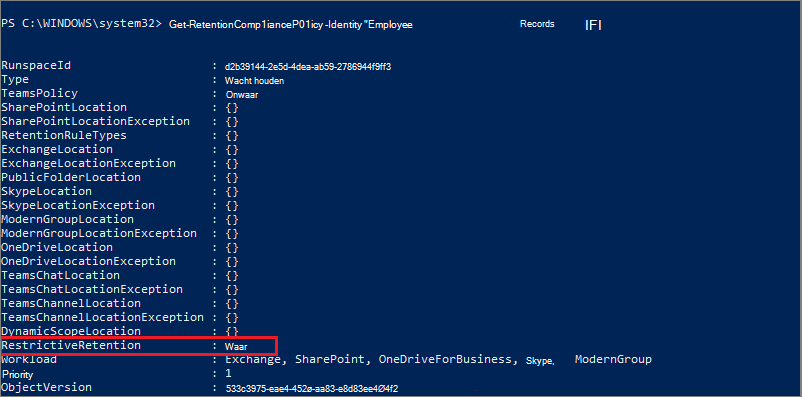 PS C:\WINDOWS\system32> Get-RetentionComp1ianceP01icy -Identity "Employee Records IFI
RunspaceId : d2b39144-2e5d-4dea-ab59-2786944f9ff3
Type : Wacht houden
TeamsPolicy : Onwaar
SharePointLocation : {}
SharePointLocationException : {}
RetentionRuleTypes : {}
ExchangeLocation : {}
ExchangeLocationException : {}
PublicFolderLocation : {}
SkypeLocation : {}
SkypeLocationException : {}
ModernGroupLocation : {}
ModernGroupLocationException : {}
OneDriveLocation : {}
OneDriveLocationException : {}
TeamsChatLocation : {}
TeamsChatLocationException : {}
TeamsChannelLocation : {}
TeamsChannelLocationException : {}
DynamicScopeLocation : {}
RestrictiveRetention : Waar
Workload : Exchange, SharePoint, OneDriveForBusiness, Skype, ModernGroup
Priority : 1
ObjectVersion : 533c3975-eae4-452ø-aa83-e8d83ee4Ø4f2